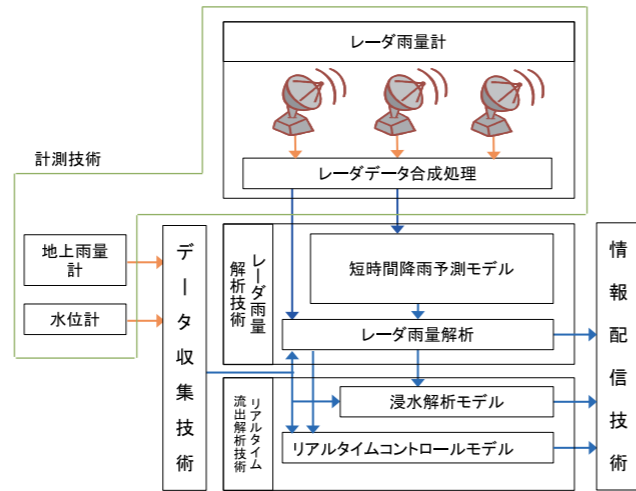 レーダ雨量計
計測技術
レーダデータ合成処理
地上雨量
計
水位計
データ収集技術
レーダ雨量
解析技術
短時間降雨予測モデル
レーダ雨量解析
リアルタイム
流出解析技術
浸水解析モデル
リアルタイムコントロールモデル
情報配信技術